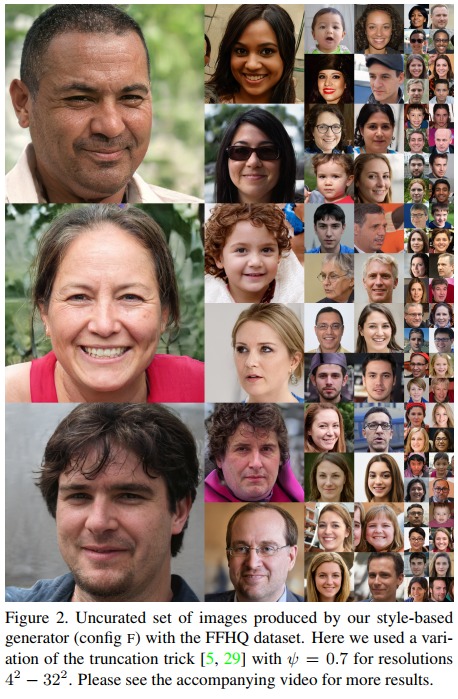 Figure 2. Uncurated set of images produced by our style-based
generator (config F) with the FFHQ dataset. Here we used a vari-
ation of the truncation trick [5, 29] with ψ = 0.7 for resolutions
4² − 32². Please see the accompanying video for more results.